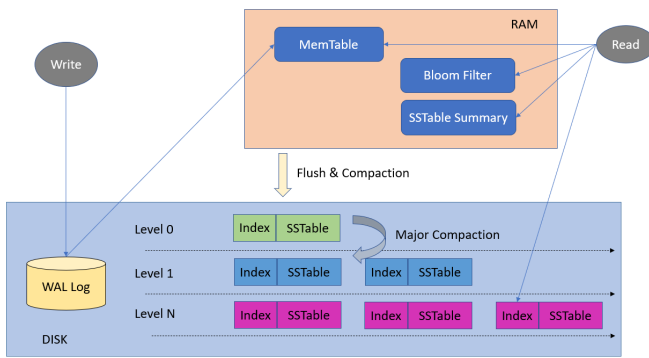 RAM
MemTable
Read
Write
Bloom Filter
SSTable Summary
Flush & Compaction
Level 0
Index SSTable
Major Compaction
Level 1
Index SSTable Index SSTable
WAL Log
Level N
Index SSTable Index SSTable Index SSTable
DISK